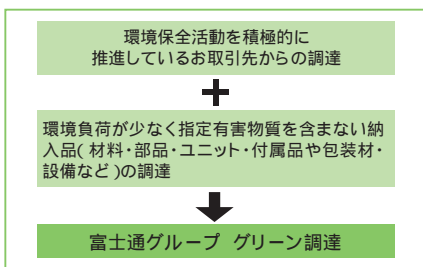 環境保全活動を積極的に
推進しているお取引先からの調達
+
環境負荷が少なく指定有害物質を含まない納
入品(材料・部品・ユニット・付属品や包装材・
設備など)の調達
富士通グループ グリーン調達